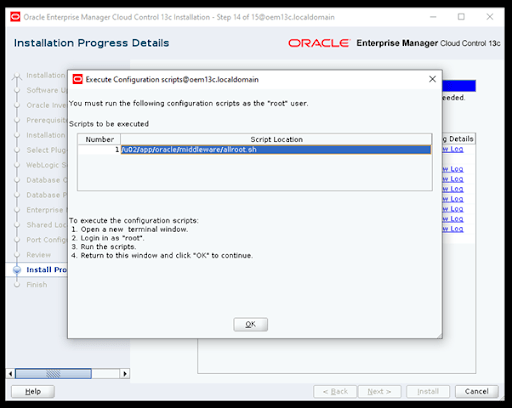 Oracle Enterprise Manager Cloud Control 13c Installation - Step 14 of 15@oem13c.localdomain
Installation Progress Details
ORACLE Enterprise Manager Cloud Control 13c
Installation
Software U
Oracle Inve
Prerequisit
Installation
Select Plug
WebLogic S
Database C
Database P
Enterprise
Shared Loc
Port Config
Review
Install Pro
Finish
Execute Configuration scripts@oem13c.localdomain
You must run the following configuration scripts as the "root" user.
Scripts to be executed
Number Script Location
1 /u02/app/oracle/middleware/allroot.sh
To execute the configuration scripts:
1. Open a new terminal window.
2. Login in as "root".
3. Run the scripts.
4. Return to this window and click "OK" to continue.
OK
eeded.
g Details
w Log
w Log
w Log
w Log
w Log
w Log
w Log
Help
< Back
Next >
Install
Cancel